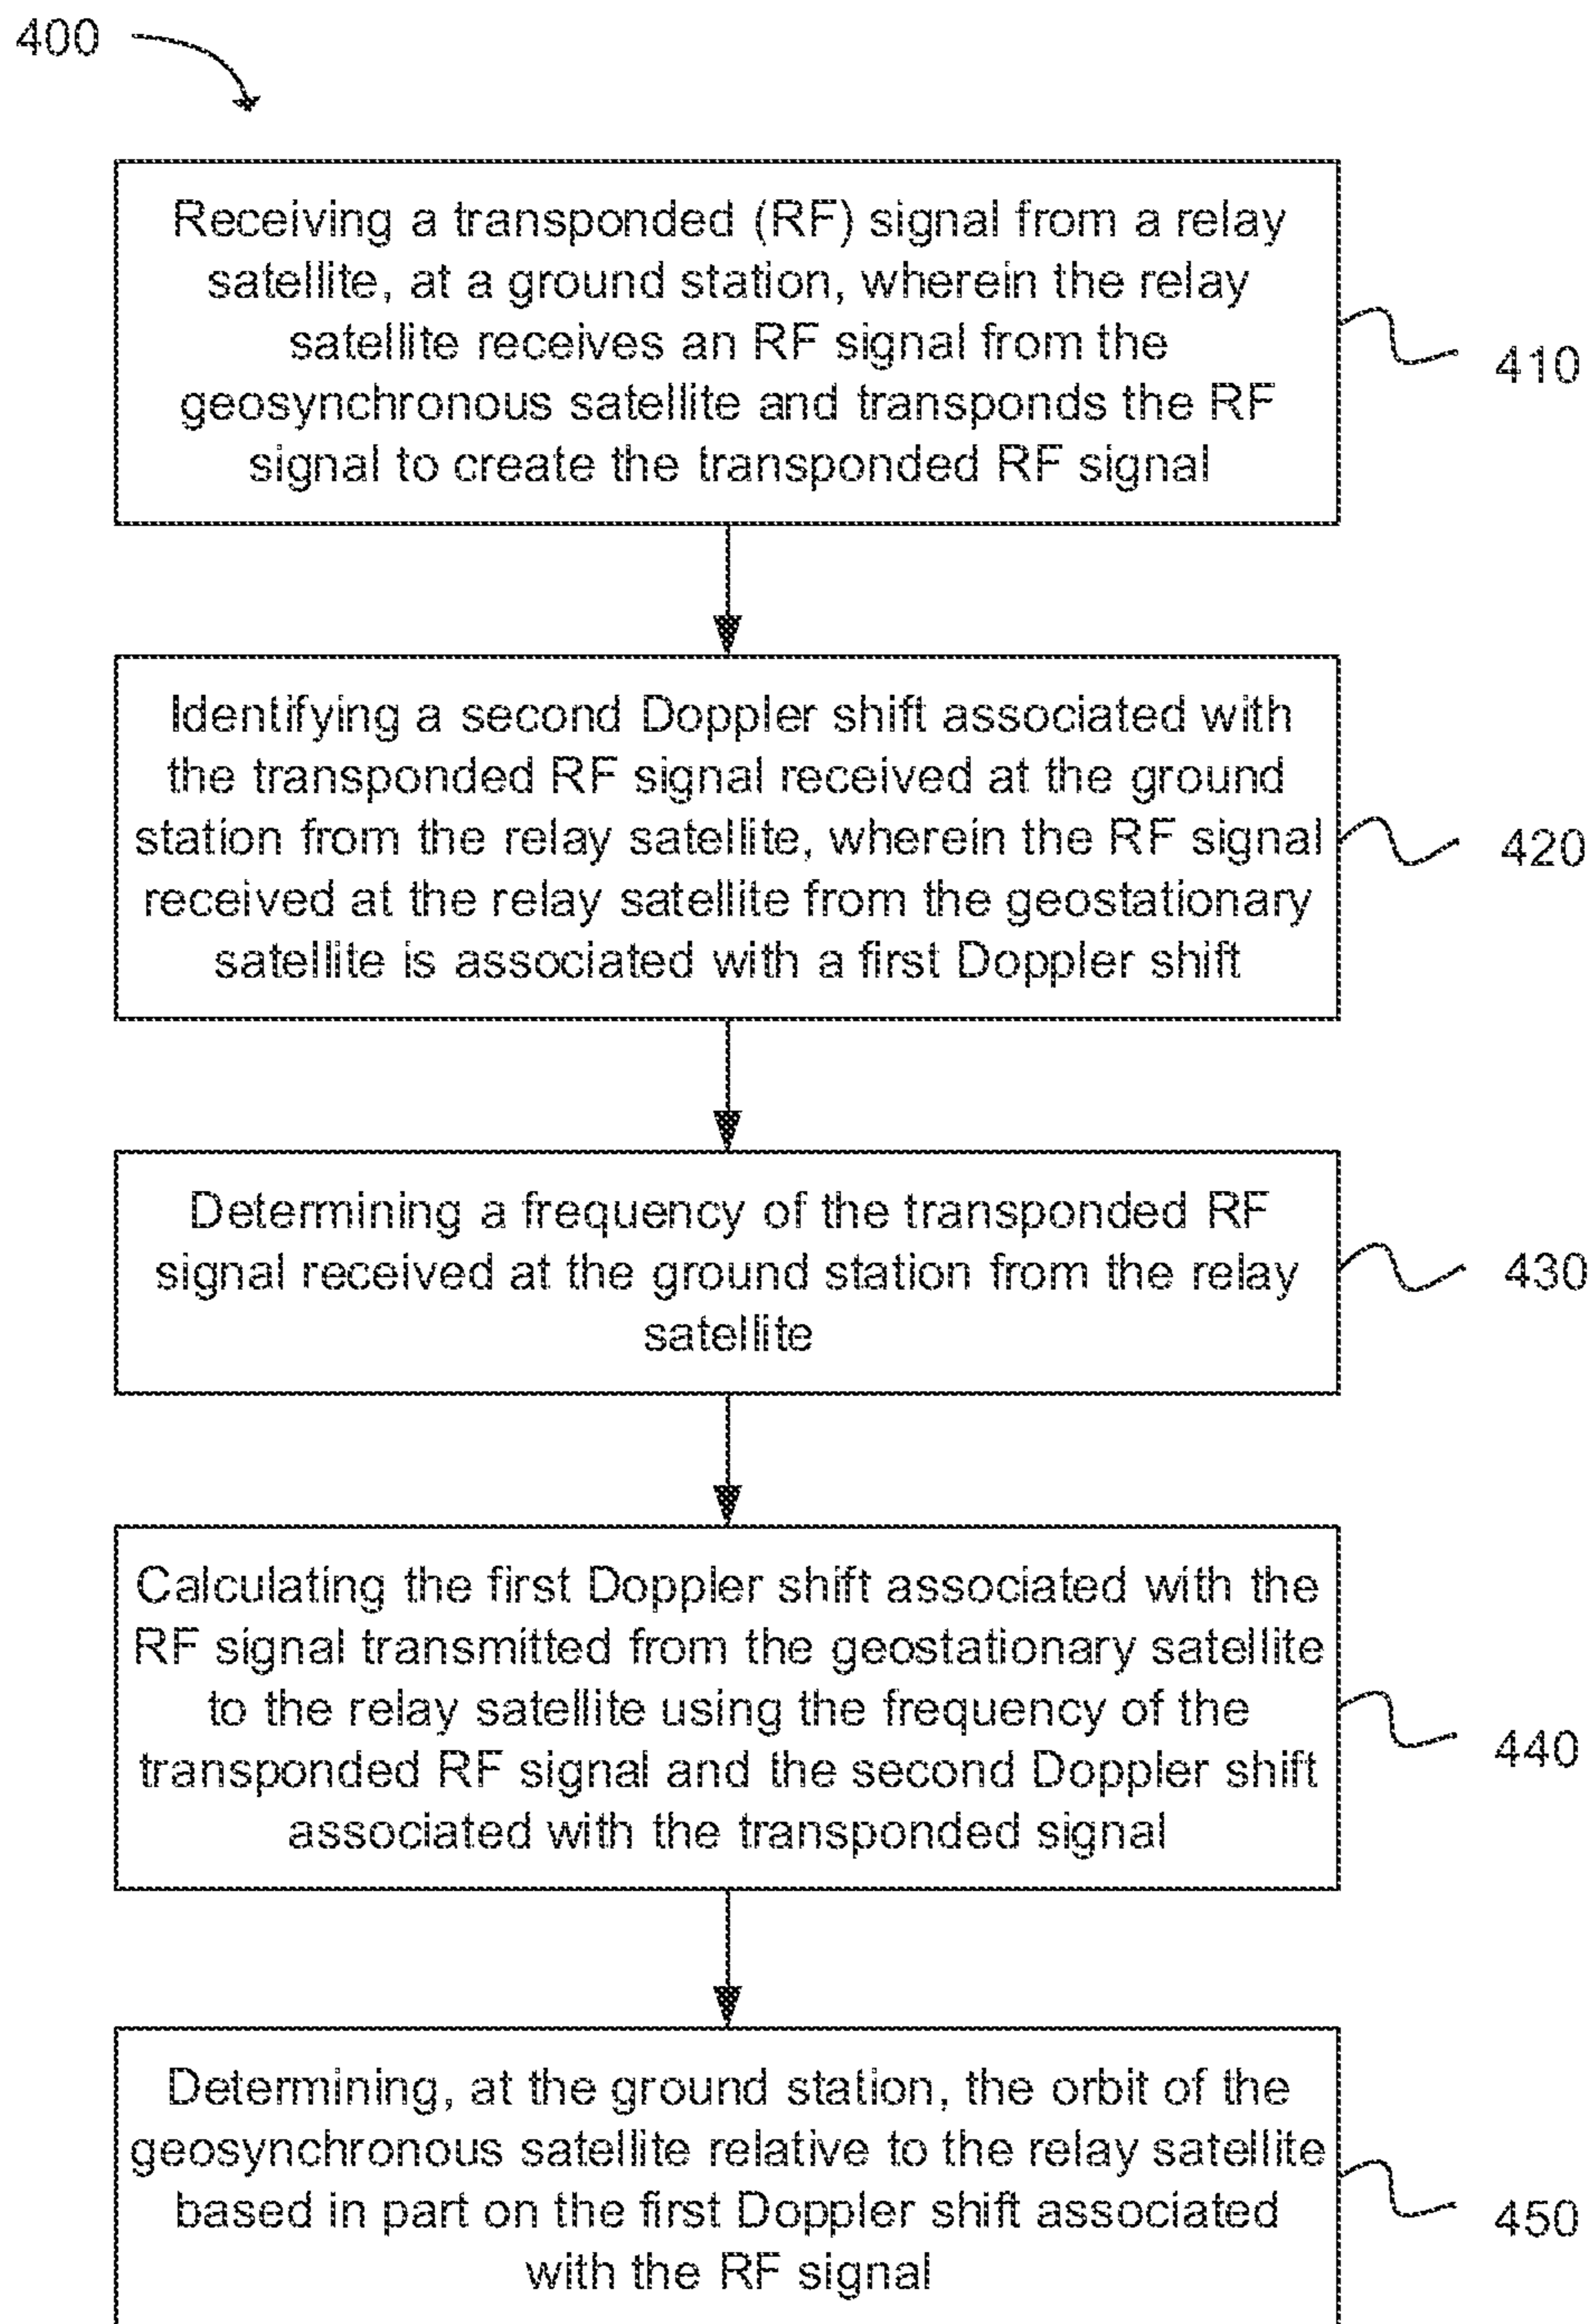 400
Receiving a transponded (RF) signal from a relay
satellite, at a ground station, wherein the relay
satellite receives an RF signal from the
geosynchronous satellite and transponds the RF
signal to create the transponded RF signal
410
Identifying a second Doppler shift associated with
the transponded RF signal received at the ground
station from the relay satellite, wherein the RF signal
received at the relay satellite from the geostationary
satellite is associated with a first Doppler shift
420
Determining a frequency of the transponded RF
signal received at the ground station from the relay
satellite
430
Calculating the first Doppler shift associated with the
RF signal transmitted from the geostationary satellite
to the relay satellite using the frequency of the
transponded RF signal and the second Doppler shift
associated with the transponded signal
440
Determining, at the ground station, the orbit of the
geosynchronous satellite relative to the relay satellite
based in part on the first Doppler shift associated
with the RF signal
450